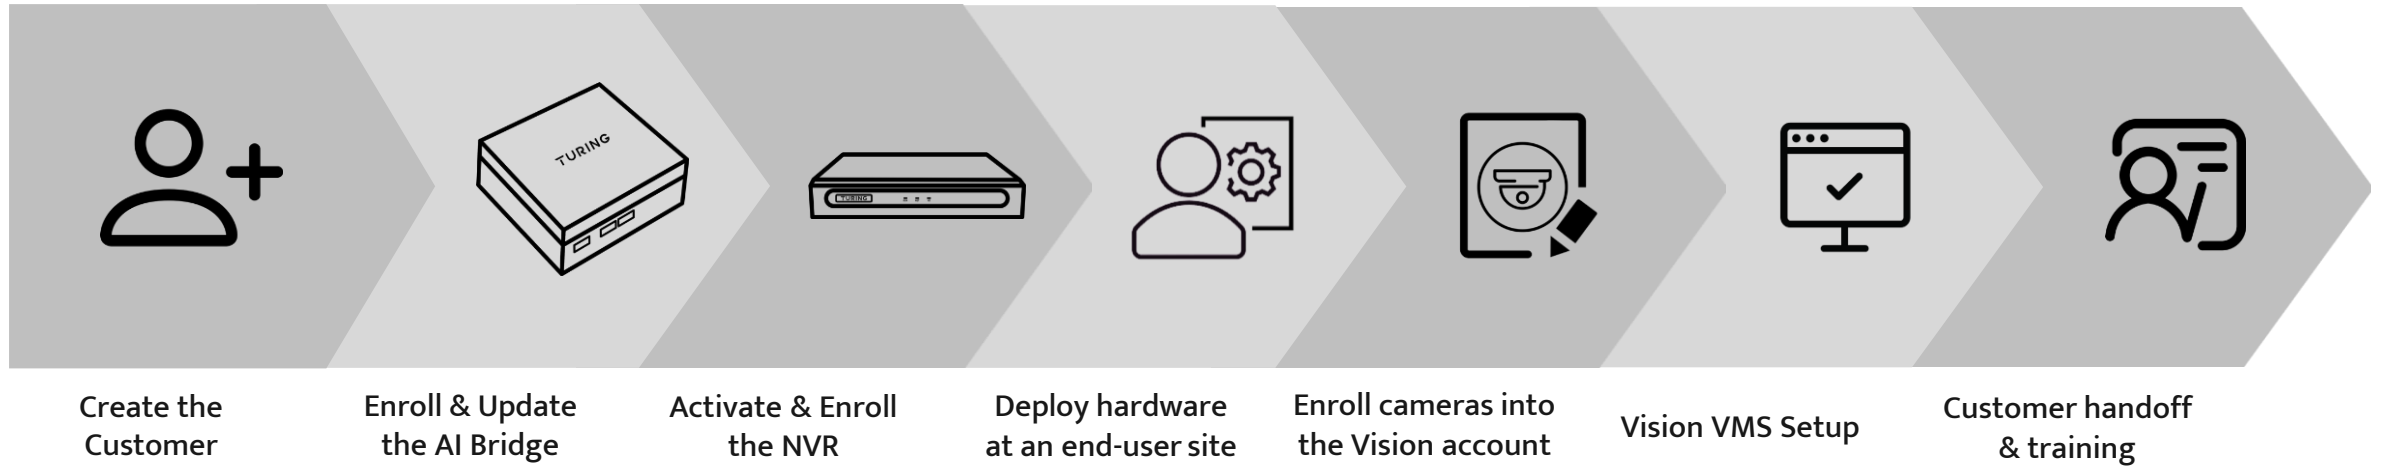 TURING
TURING
Create the
Customer
Enroll & Update
the AI Bridge
Activate & Enroll
the NVR
Deploy hardware
at an end-user site
Enroll cameras into
the Vision account
Vision VMS Setup
Customer handoff
& training